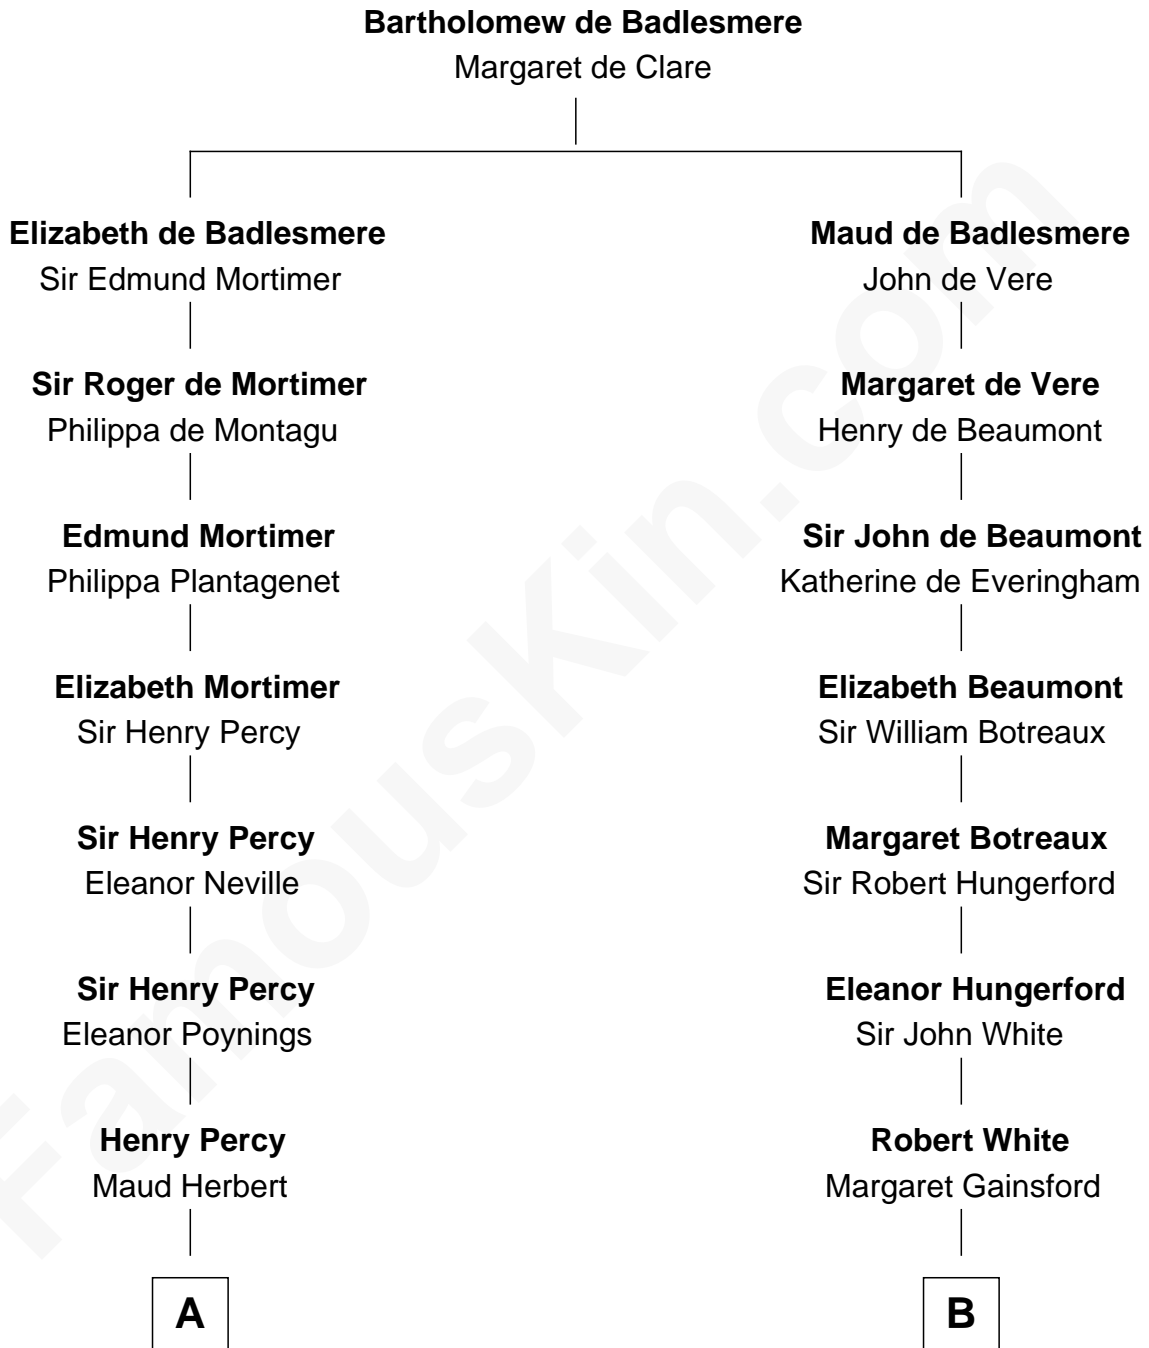 Bartholomew de Badlesmere
Margaret de Clare
Elizabeth de Badlesmere
Sir Edmund Mortimer
Maud de Badlesmere
John de Vere
Sir Roger de Mortimer
Philippa de Montagu
Margaret de Vere
Henry de Beaumont
Edmund Mortimer
Philippa Plantagenet
Sir John de Beaumont
Katherine de Everingham
Elizabeth Mortimer
Sir Henry Percy
Elizabeth Beaumont
Sir William Botreaux
Sir Henry Percy
Eleanor Neville
Margaret Botreaux
Sir Robert Hungerford
Sir Henry Percy
Eleanor Poynings
Eleanor Hungerford
Sir John White
Henry Percy
Maud Herbert
Robert White
Margaret Gainsford
A
B
FamousKin.com